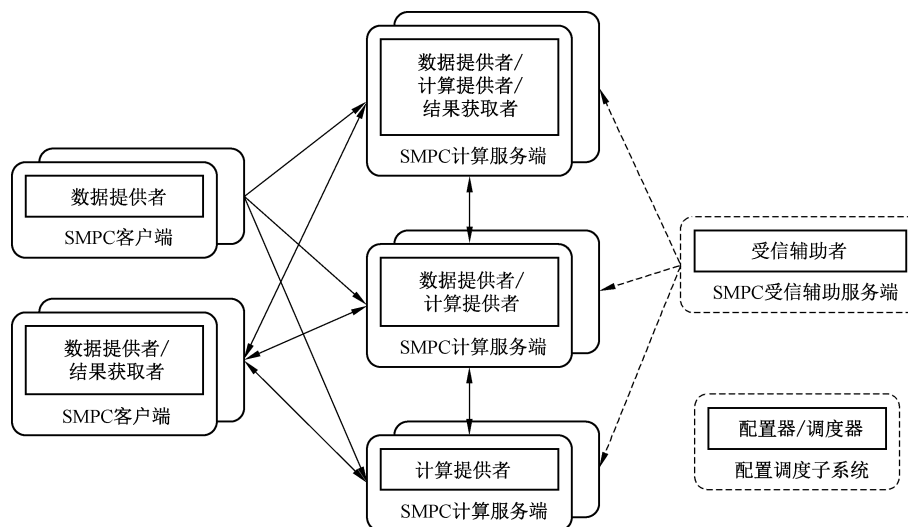 数据提供者/
计算提供者/
结果获取者
SMPC计算服务端
数据提供者
SMPC客户端
数据提供者/
结果获取者
SMPC客户端
数据提供者/
计算提供者
SMPC计算服务端
计算提供者
SMPC计算服务端
受信辅助者
SMPC受信辅助服务端
配置器/调度器
配置调度子系统